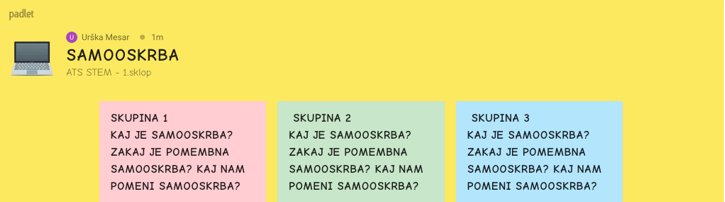 padlet
U Urška Mesar 1m
SAMOOSKRBA
ATS STEM - 1.sklop
SKUPINA 1
KAJ JE SAMOOSKRBA?
ZAKAJ JE POMEMBNA
SAMOOSKRBA? KAJ NAM
POMENI SAMOOSKRBA?
SKUPINA 2
KAJ JE SAMOOSKRBA?
ZAKAJ JE POMEMBNA
SAMOOSKRBA? KAJ NAM
POMENI SAMOOSKRBA?
SKUPINA 3
KAJ JE SAMOOSKRBA?
ZAKAJ JE POMEMBNA
SAMOOSKRBA? KAJ NAM
POMENI SAMOOSKRBA?